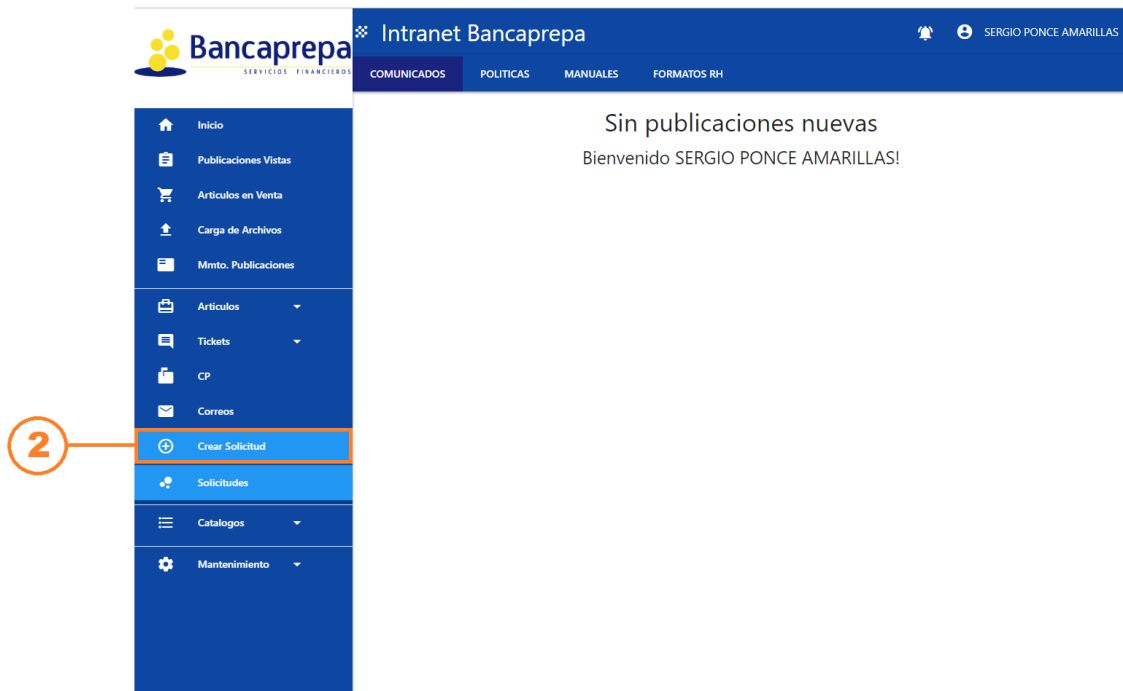 Bancaprepa
SERVICIOS FINANCIEROS
Intranet Bancaprepa
SERGIO PONCE AMARILLAS
COMUNICADOS
POLITICAS
MANUALES
FORMATOS RH
Sin publicaciones nuevas
Bienvenido SERGIO PONCE AMARILLAS!
Inicio
Publicaciones Vistas
Articulos en Venta
Carga de Archivos
Mmto. Publicaciones
Articulos
Tickets
CP
Correos
2
Crear Solicitud
Solicitudes
Catalogos
Mantenimiento